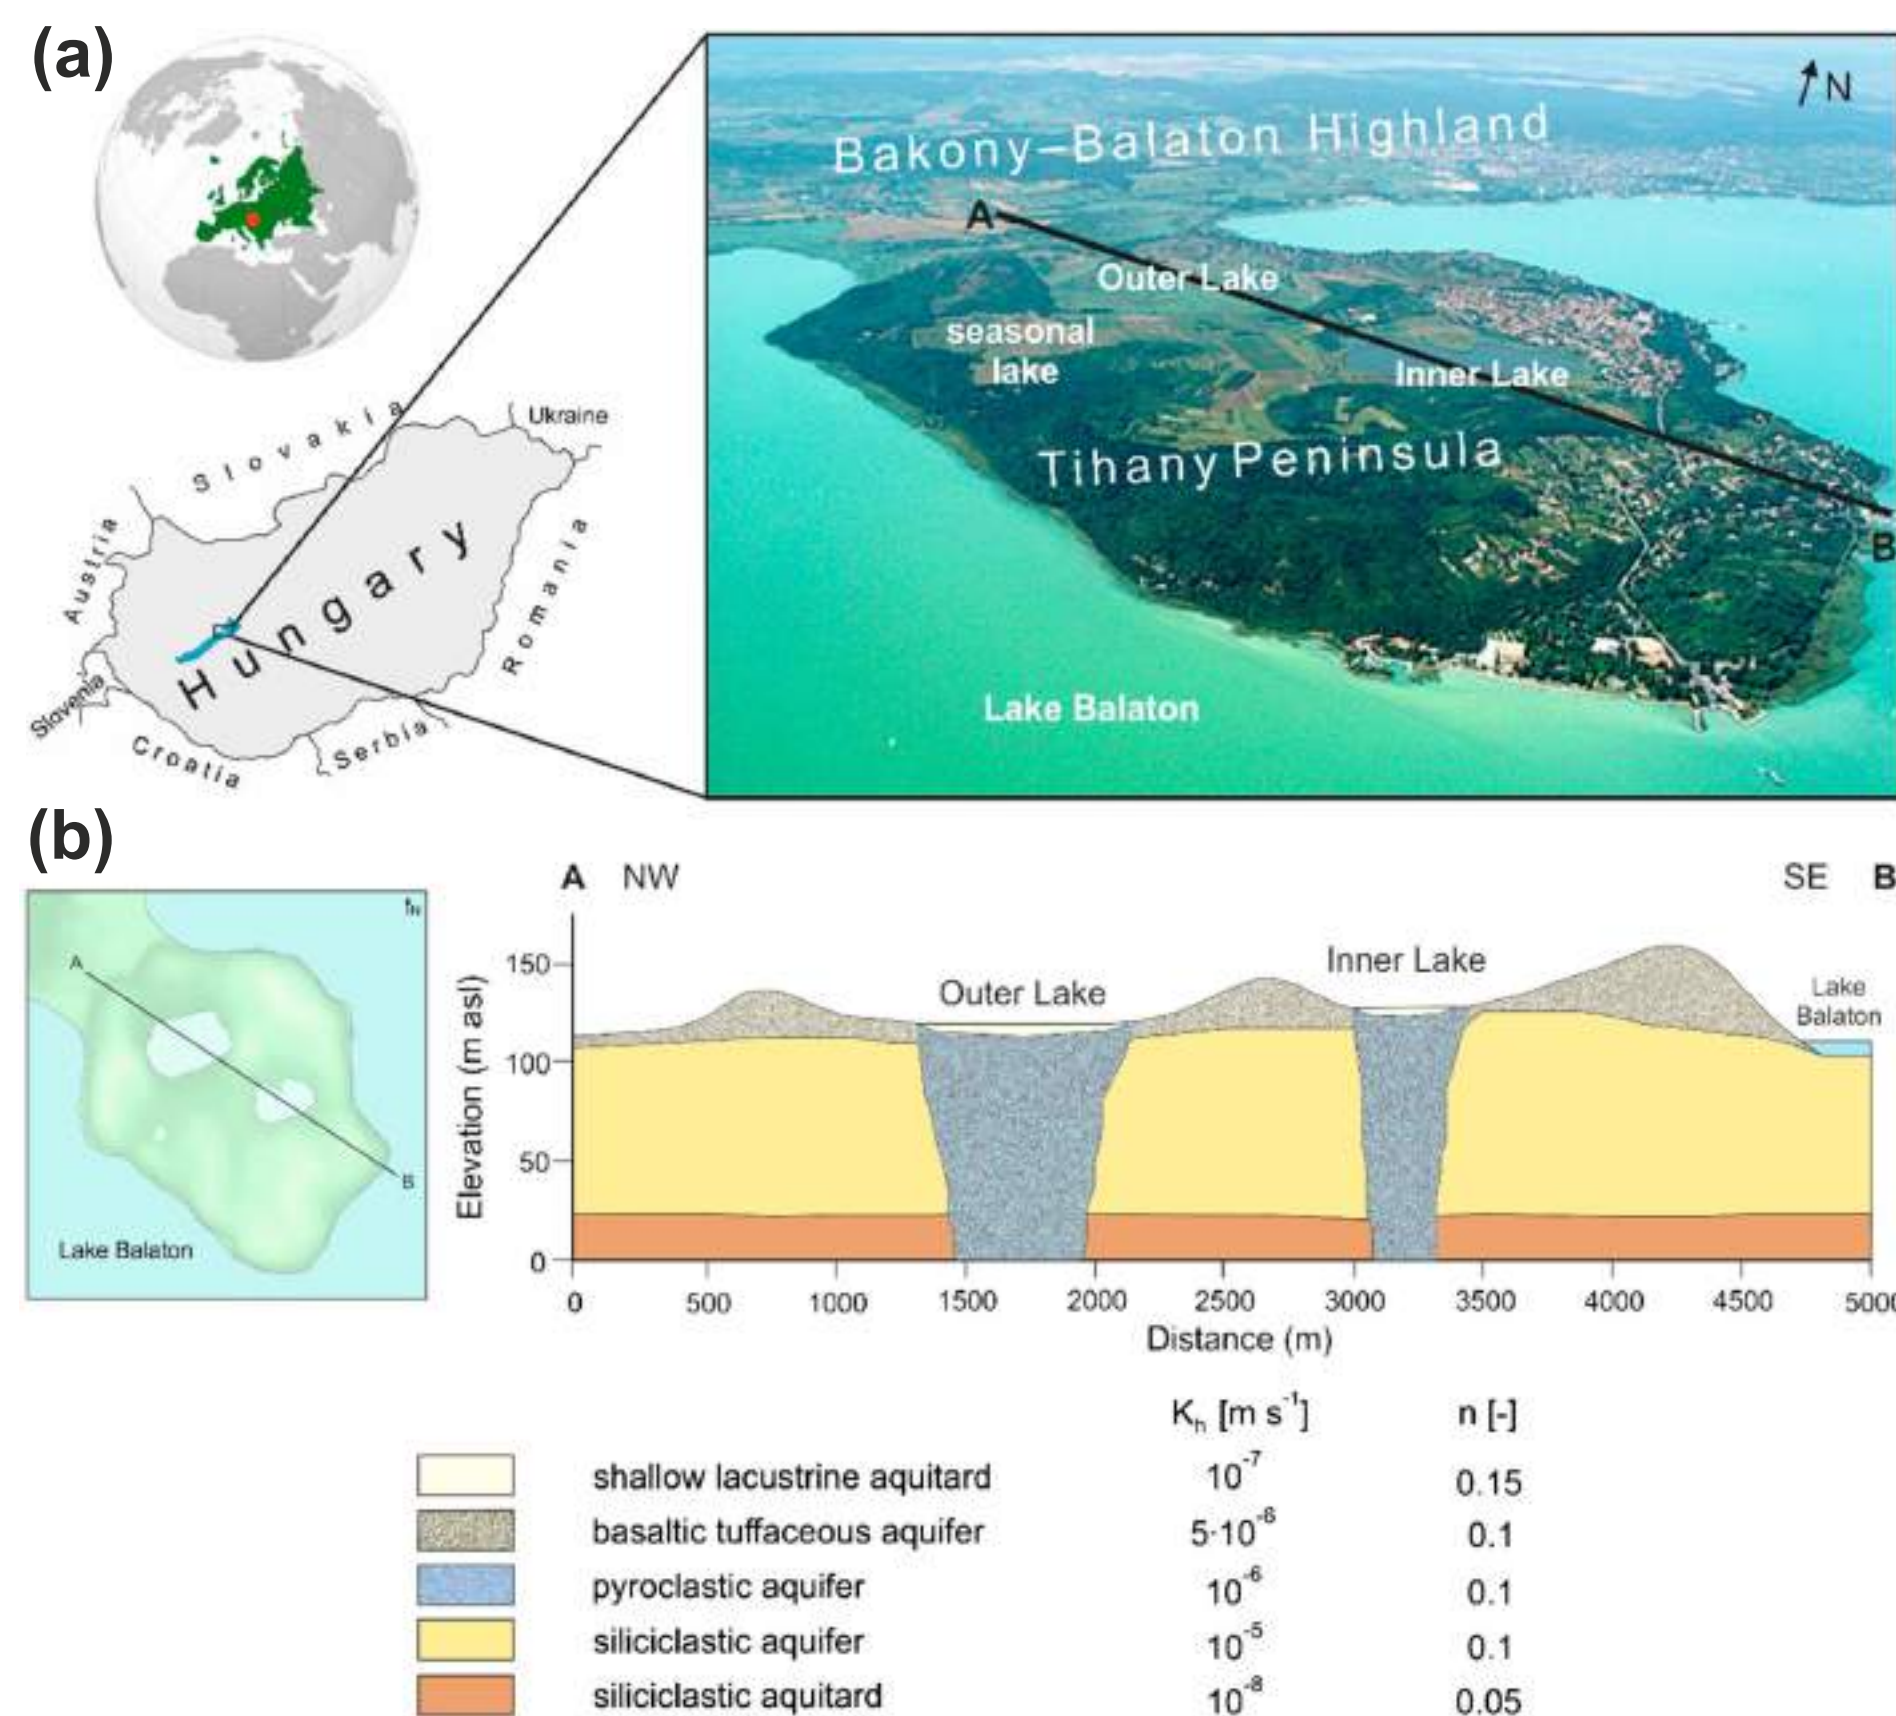 (a)
N
Bakony–Balaton Highland
A
Outer Lake
seasonal
lake
Inner Lake
Tihany Peninsula
B
Lake Balaton
Slovakia
Ukraine
Austria
Hungary
Romania
Slovenia
Croatia
Serbia
(b)
N
A
B
Lake Balaton
A NW SE B
150
100
50
0
Elevation (m asl)
Outer Lake
Inner Lake
Lake
Balaton
0 500 1000 1500 2000 2500 3000 3500 4000 4500 500
Distance (m)
Kₕ [m s⁻¹] n [-]
shallow lacustrine aquitard 10⁻⁷ 0.15
basaltic tuffaceous aquifer 5·10⁻⁶ 0.1
pyroclastic aquifer 10⁻⁶ 0.1
siliciclastic aquifer 10⁻⁵ 0.1
siliciclastic aquitard 10⁻⁸ 0.05